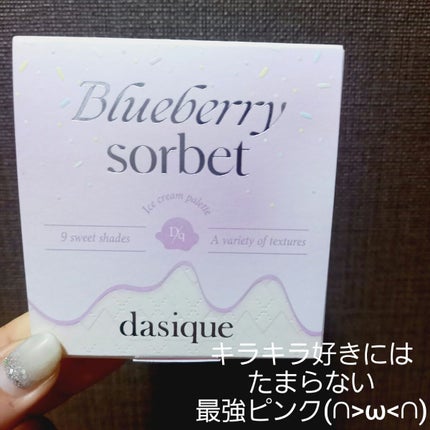 Blueberry
sorbet
Ice cream palette
9 sweet shades
D/q
A variety of textures
dasique
キラキラ好きには
たまらない
最強ピンク(∩>ω<∩)